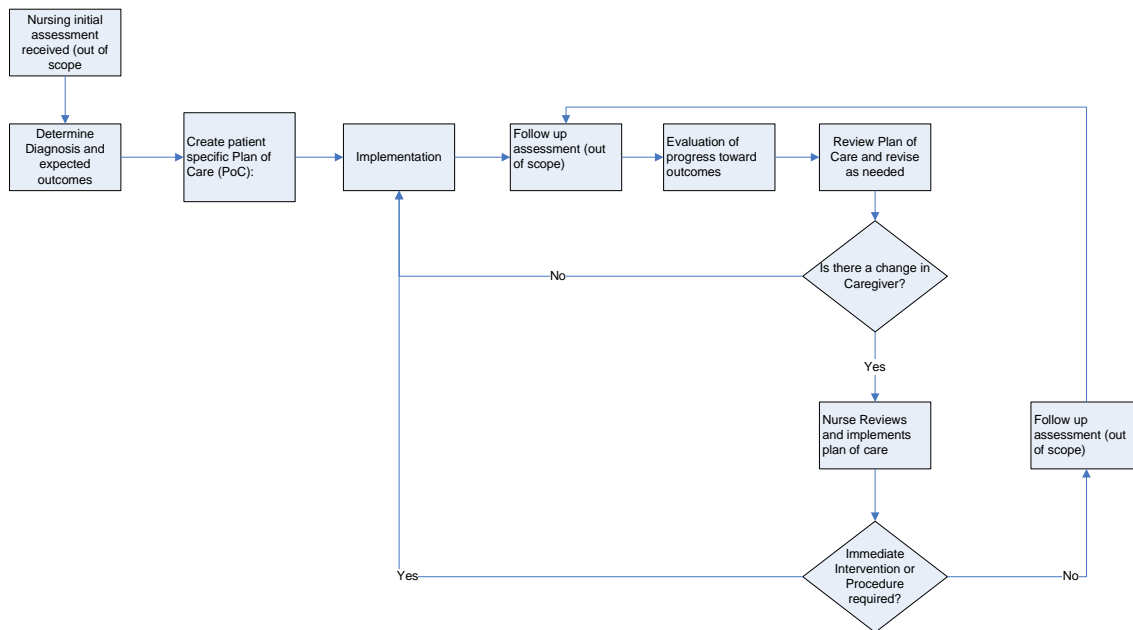 Nursing initial
assessment
received (out of
scope
Determine
Diagnosis and
expected
outcomes
Create patient
specific Plan of
Care (PoC):
Implementation
Follow up
assessment (out
of scope)
Evaluation of
progress toward
outcomes
Review Plan of
Care and revise
as needed
Is there a change in
Caregiver?
No
Yes
Nurse Reviews
and implements
plan of care
Follow up
assessment (out
of scope)
Immediate
Intervention or
Procedure
required?
Yes
No